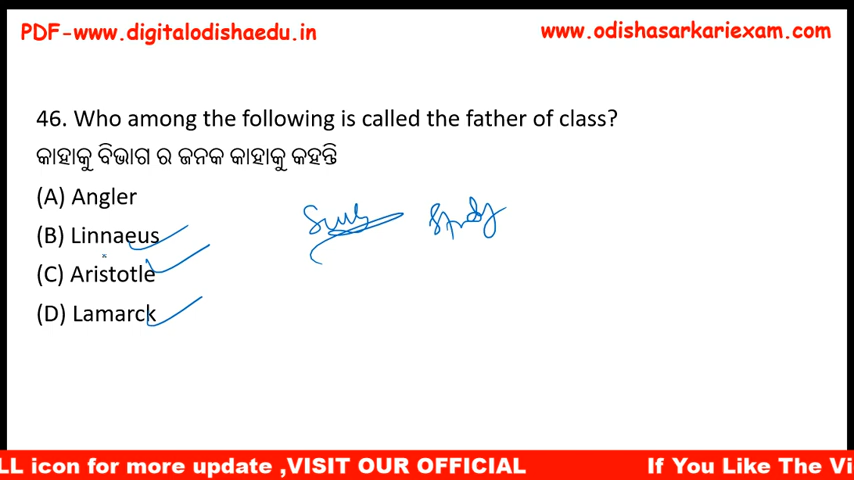 PDF-www.digitalodishaedu.in
www.odishasarkariexam.com
46. Who among the following is called the father of class?
କାହାକୁ ବିଭାଗ ର ଜନକ କାହାକୁ କହନ୍ତି
(A) Angler
(B) Linnaeus
(C) Aristotle
(D) Lamarck
LL icon for more update ,VISIT OUR OFFICIAL
If You Like The Vi